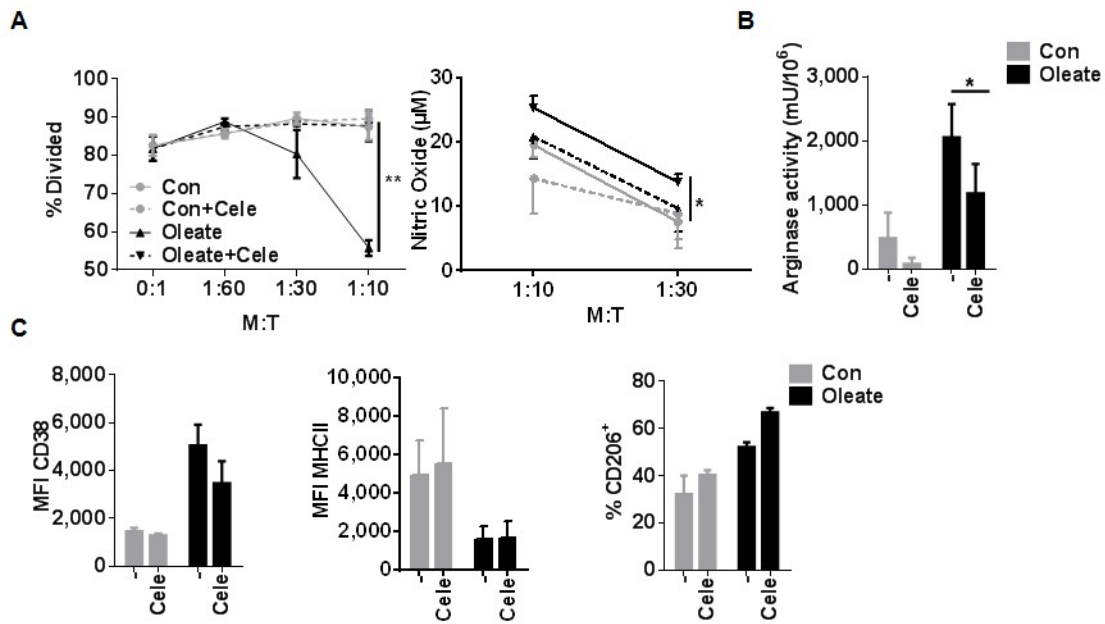 A
B
Con
Oleate
100
90
80
70
60
50
% Divided
Con
Con+Cele
Oleate
Oleate+Cele
**
0:1 1:60 1:30 1:10
M:T
30
20
10
0
Nitric Oxide (µM)
*
1:10 1:30
M:T
3,000
2,000
1,000
0
Arginase activity (mU/10⁶)
*
- Cele - Cele
C
8,000
6,000
4,000
2,000
0
MFI CD38
- Cele - Cele
10,000
8,000
6,000
4,000
2,000
0
MFI MHCII
- Cele - Cele
80
60
40
20
0
% CD206⁺
- Cele - Cele
Con
Oleate